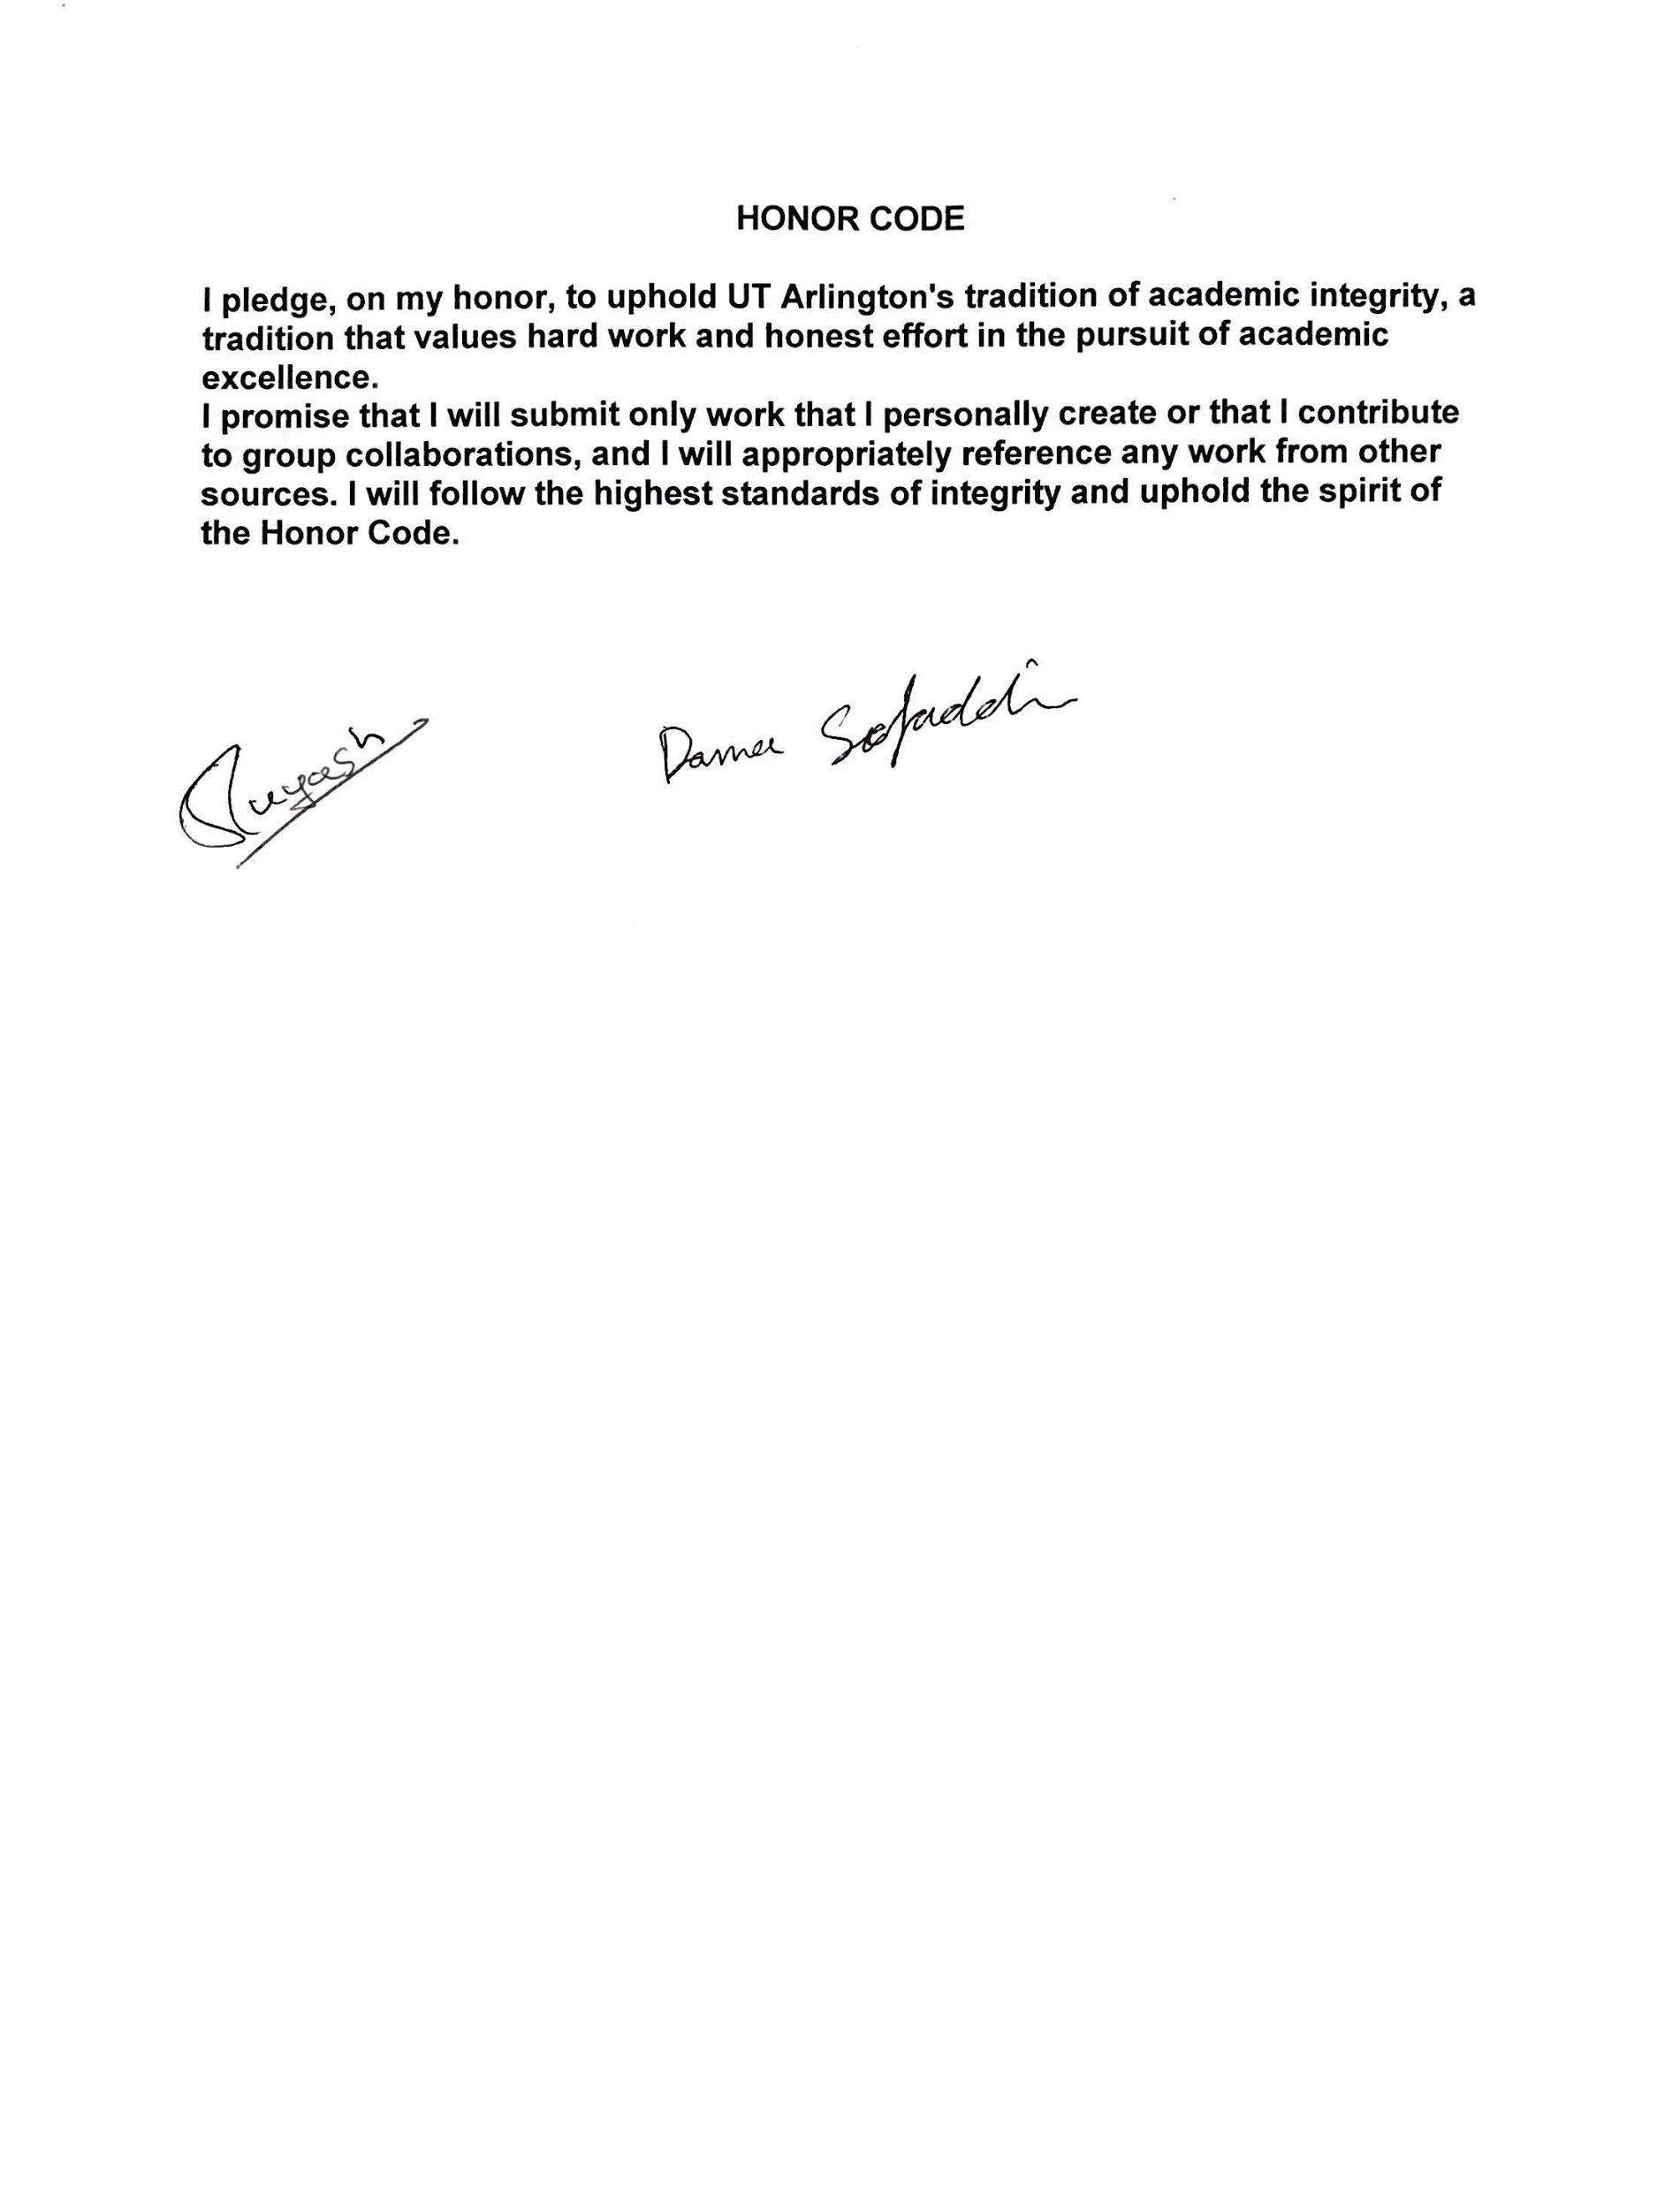 HONOR CODE
I pledge, on my honor, to uphold UT Arlington's tradition of academic integrity, a
tradition that values hard work and honest effort in the pursuit of academic
excellence.
I promise that I will submit only work that I personally create or that I contribute
to group collaborations, and I will appropriately reference any work from other
sources. I will follow the highest standards of integrity and uphold the spirit of
the Honor Code.
Suyash